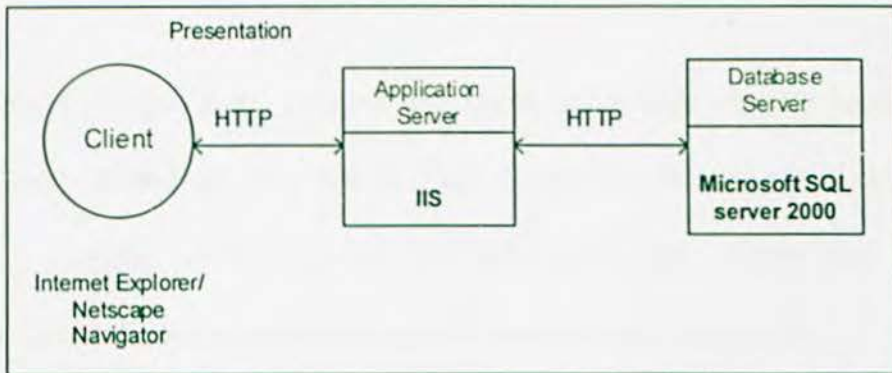 Presentation
Client
HTTP
Application
Server
IIS
HTTP
Database
Server
Microsoft SQL
server 2000
Internet Explorer/
Netscape
Navigator